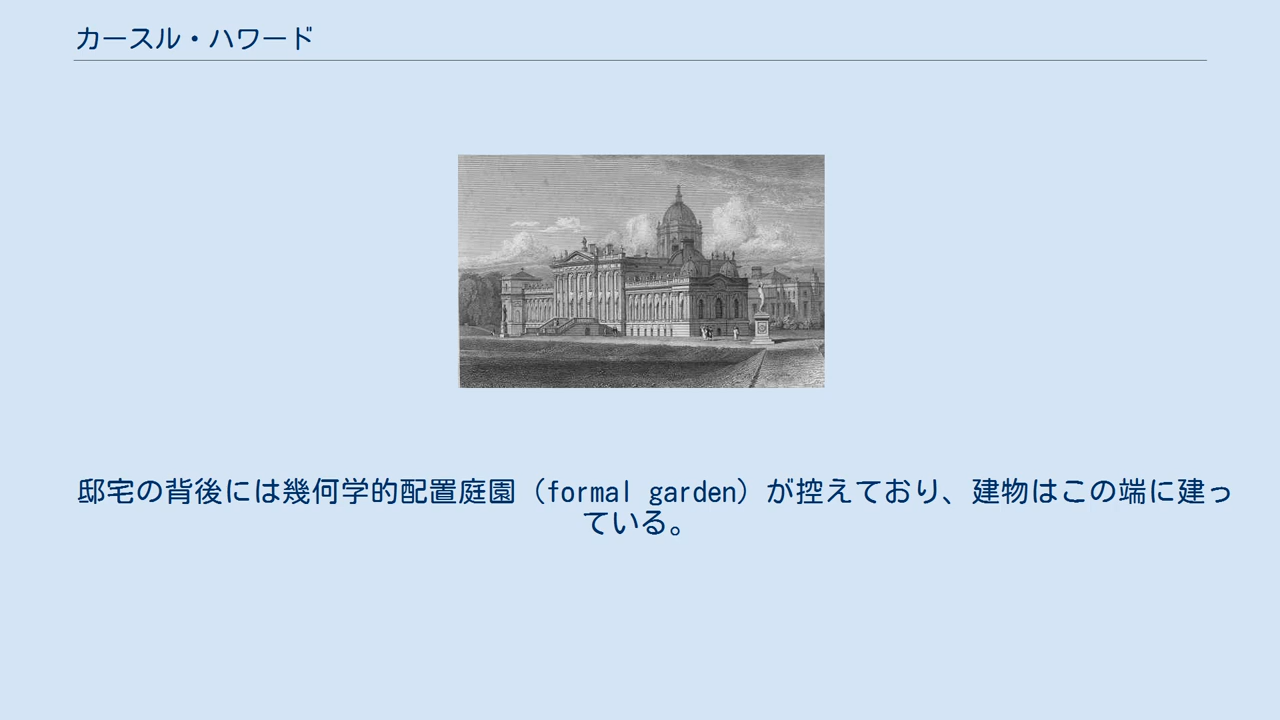 カースル・ハワード
邸宅の背後には幾何学的配置庭園（formal garden）が控えており、建物はこの端に建っ
ている。